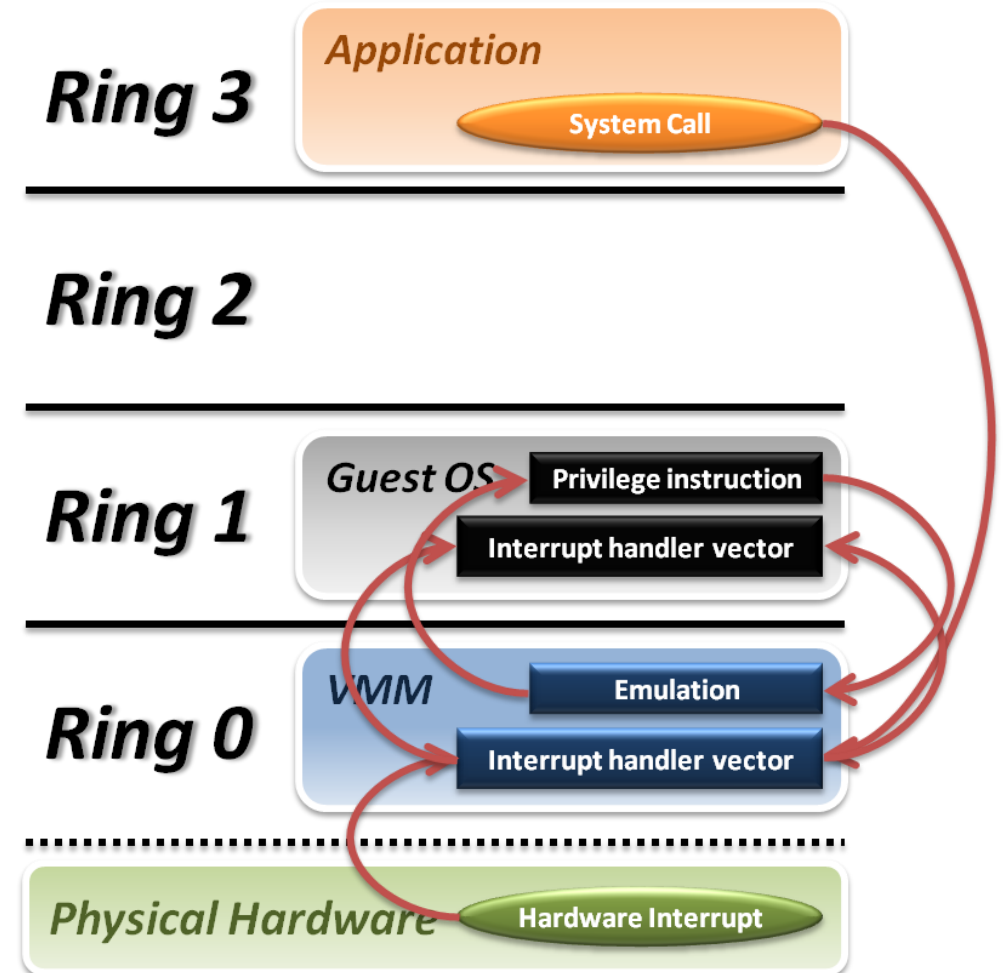 Ring 3
Application
System Call
Ring 2
Ring 1
Guest OS
Privilege instruction
Interrupt handler vector
Ring 0
VMM
Emulation
Interrupt handler vector
Physical Hardware
Hardware Interrupt